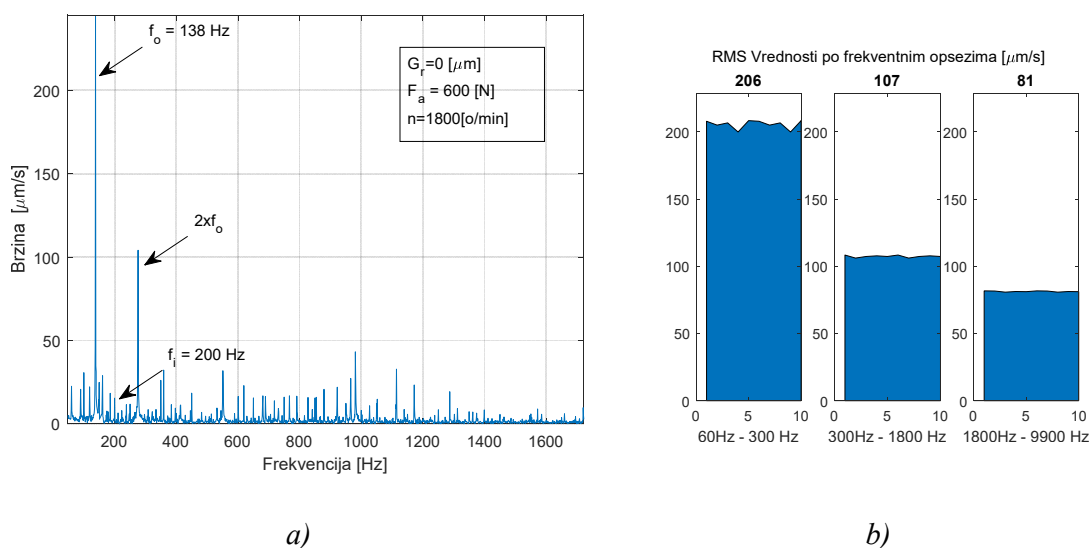 f_o = 138 Hz
G_r=0 [μm]
F_a = 600 [N]
n=1800[o/min]
2xf_o
f_i = 200 Hz
Brzina [μm/s]
200
150
100
50
0
200 400 600 800 1000 1200 1400 1600
Frekvencija [Hz]
a)
RMS Vrednosti po frekventnim opsezima [μm/s]
206 107 81
200 200 200
150 150 150
100 100 100
50 50 50
0 0 0
0 5 10 0 5 10 0 5 10
60Hz - 300 Hz 300Hz - 1800 Hz 1800Hz - 9900 Hz
b)